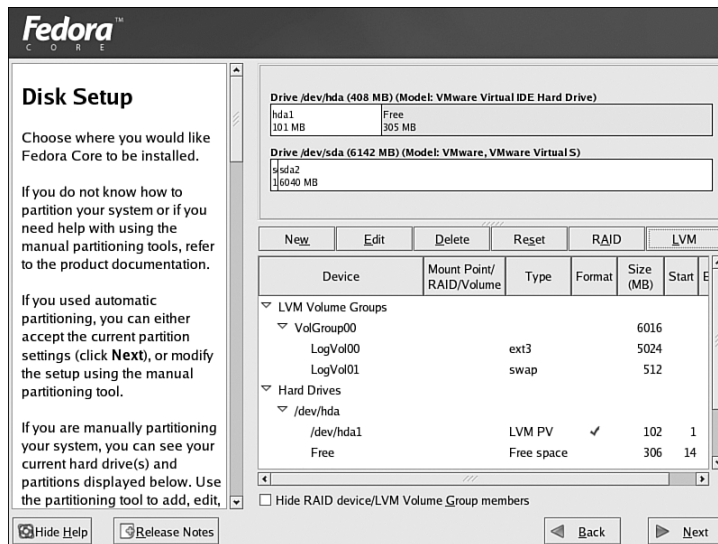 Fedora™
CORE
Disk Setup
Choose where you would like
Fedora Core to be installed.
If you do not know how to
partition your system or if you
need help with using the
manual partitioning tools, refer
to the product documentation.
If you used automatic
partitioning, you can either
accept the current partition
settings (click Next), or modify
the setup using the manual
partitioning tool.
If you are manually partitioning
your system, you can see your
current hard drive(s) and
partitions displayed below. Use
the partitioning tool to add, edit,
Drive /dev/hda (408 MB) (Model: VMware Virtual IDE Hard Drive)
hda1 Free
101 MB 305 MB
Drive /dev/sda (6142 MB) (Model: VMware, VMware Virtual S)
s sda2
1 6040 MB
New Edit Delete Reset RAID LVM
Device Mount Point/ RAID/Volume Type Format Size (MB) Start E
LVM Volume Groups
VolGroup00 6016
LogVol00 ext3 5024
LogVol01 swap 512
Hard Drives
/dev/hda
/dev/hda1 LVM PV ✓ 102 1
Free Free space 306 14
Hide RAID device/LVM Volume Group members
Hide Help Release Notes Back Next